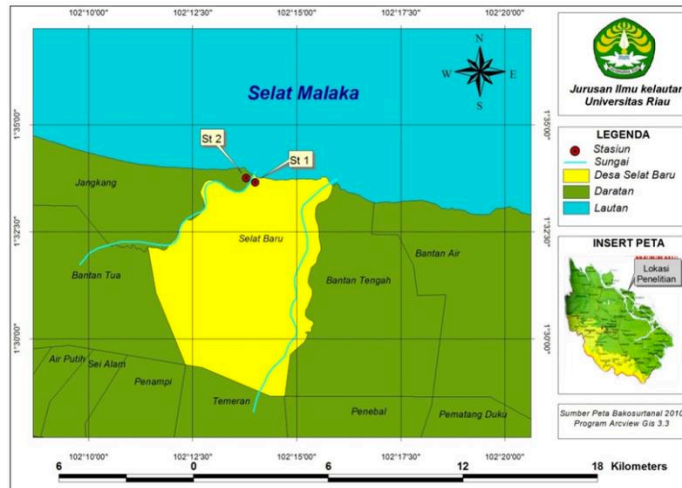 102°10'00" 102°12'30" 102°15'00" 102°17'30" 102°20'00"
N
W E
S
Selat Malaka
1°35'00" 1°35'00"
St 2
St 1
Jangkang
1°32'30" 1°32'30"
Selat Baru
Bantan Air
Bantan Tua
Bantan Tengah
1°30'00" 1°30'00"
Air Putih
Sei Alam
Penampi
Temeran
Penebal
Pematang Duku
102°10'00" 102°12'30" 102°15'00" 102°17'30" 102°20'00"
6 0 6 12 18 Kilometers
Jurusan Ilmu kelautan
Universitas Riau
LEGENDA
Stasiun
Sungai
Desa Selat Baru
Daratan
Lautan
INSERT PETA
Lokasi
Penelitian
Sumber Peta Bakosurtanal 2010
Program Arcview Gis 3.3